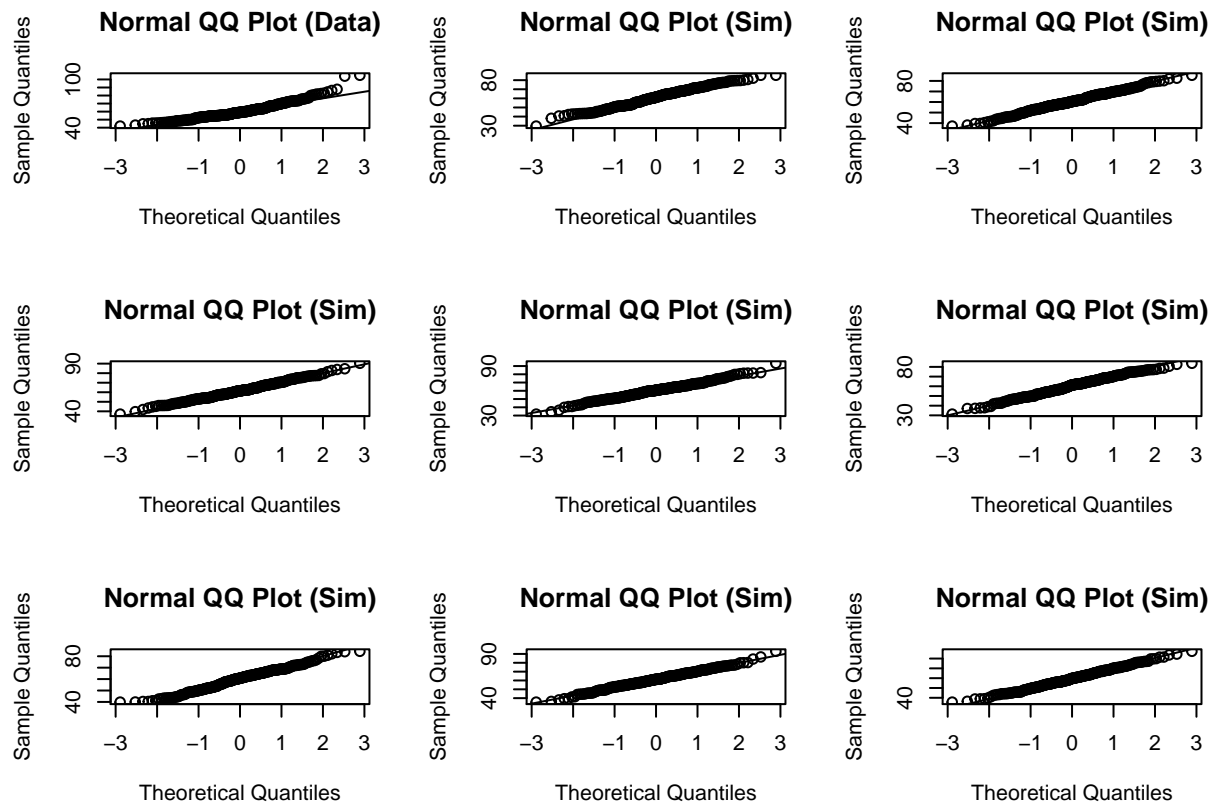 Normal QQ Plot (Data)
Sample Quantiles
100
40
−3 −1 0 1 2 3
Theoretical Quantiles
Normal QQ Plot (Sim)
Sample Quantiles
80
30
−3 −1 0 1 2 3
Theoretical Quantiles
Normal QQ Plot (Sim)
Sample Quantiles
80
40
−3 −1 0 1 2 3
Theoretical Quantiles
Normal QQ Plot (Sim)
Sample Quantiles
90
40
−3 −1 0 1 2 3
Theoretical Quantiles
Normal QQ Plot (Sim)
Sample Quantiles
90
30
−3 −1 0 1 2 3
Theoretical Quantiles
Normal QQ Plot (Sim)
Sample Quantiles
80
30
−3 −1 0 1 2 3
Theoretical Quantiles
Normal QQ Plot (Sim)
Sample Quantiles
80
40
−3 −1 0 1 2 3
Theoretical Quantiles
Normal QQ Plot (Sim)
Sample Quantiles
90
40
−3 −1 0 1 2 3
Theoretical Quantiles
Normal QQ Plot (Sim)
Sample Quantiles
40
−3 −1 0 1 2 3
Theoretical Quantiles